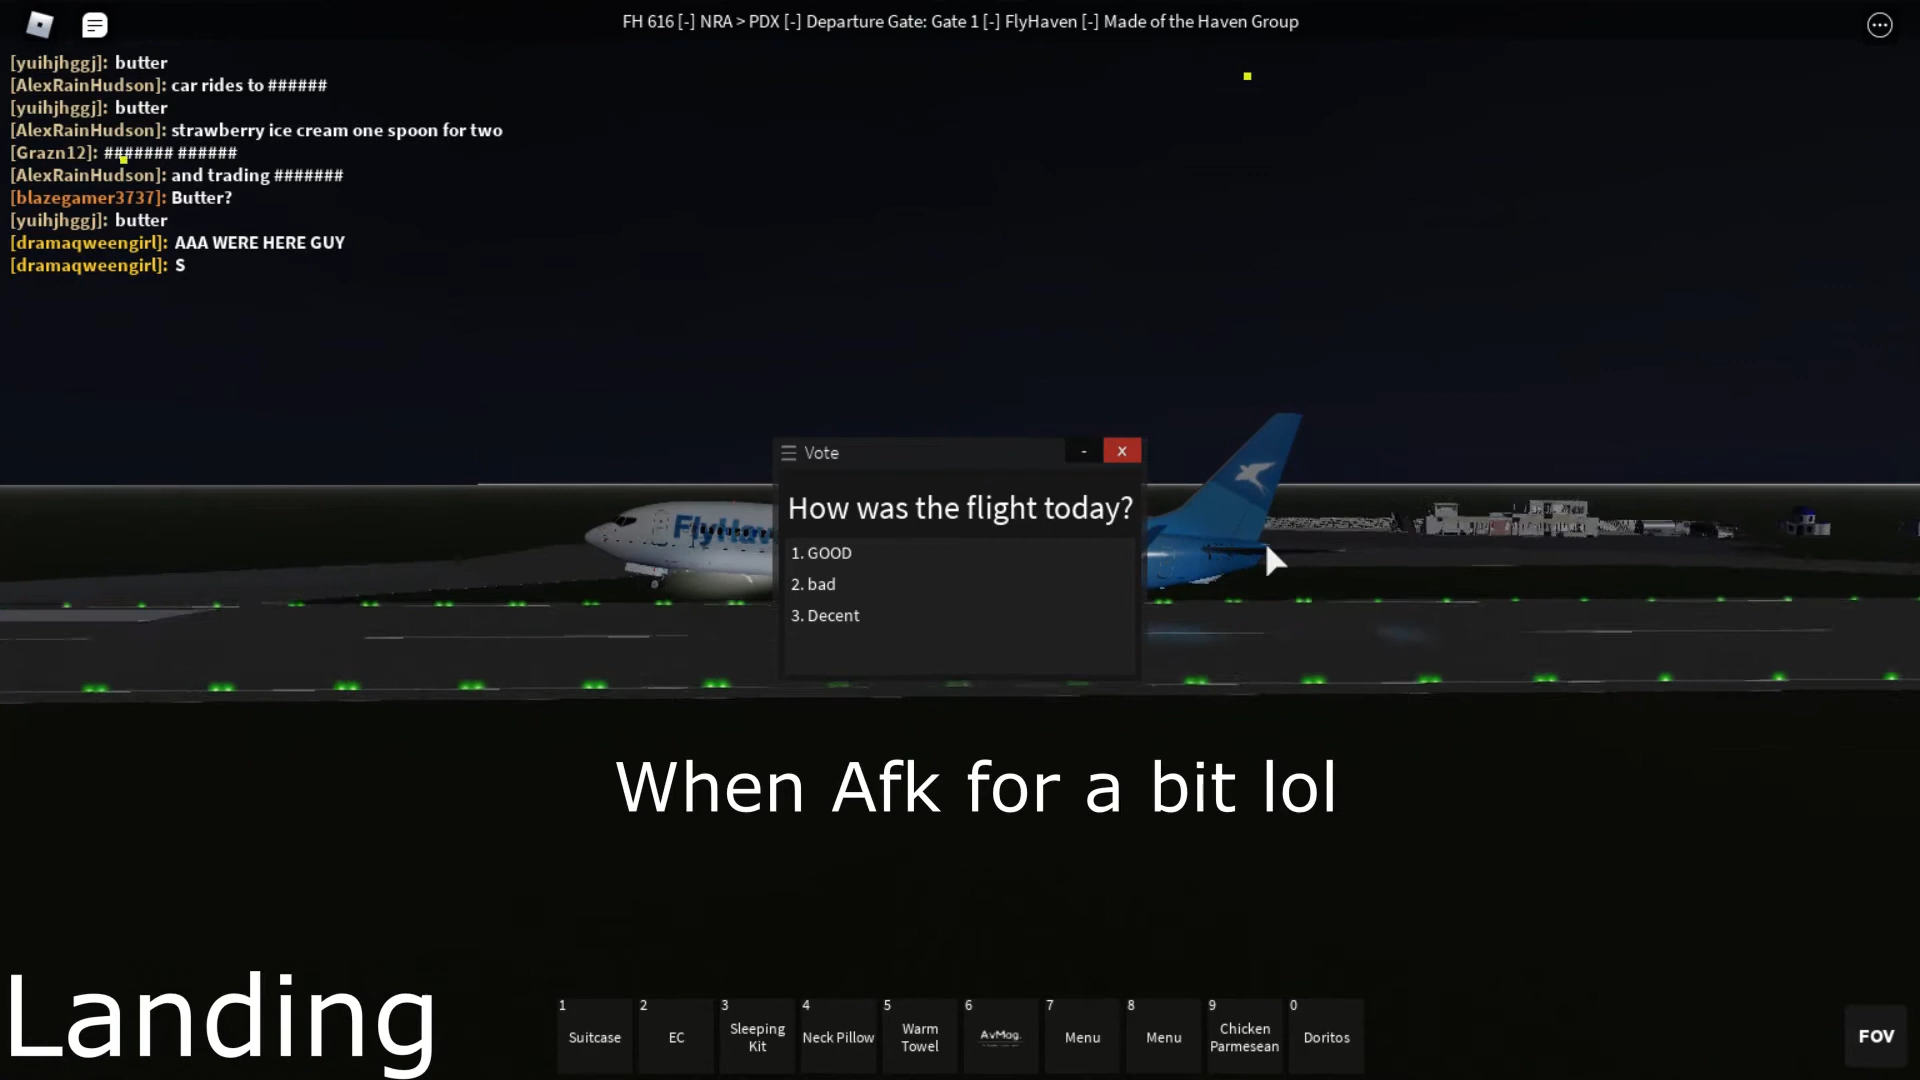 FH 616 [-] NRA > PDX [-] Departure Gate: Gate 1 [-] FlyHaven [-] Made of the Haven Group
[yuihjhggj]: butter
[AlexRainHudson]: car rides to ######
[yuihjhggj]: butter
[AlexRainHudson]: strawberry ice cream one spoon for two
[Grazn12]: ####### ######
[AlexRainHudson]: and trading #######
[blazegamer3737]: Butter?
[yuihjhggj]: butter
[dramaqweengirl]: AAA WERE HERE GUY
[dramaqweengirl]: S
Vote
- X
How was the flight today?
FlyHav
1. GOOD
2. bad
3. Decent
When Afk for a bit lol
Landing
1 Suitcase
2 EC
3 Sleeping Kit
4 Neck Pillow
5 Warm Towel
6 AvMag.
7 Menu
8 Menu
9 Chicken Parmesean
0 Doritos
FOV